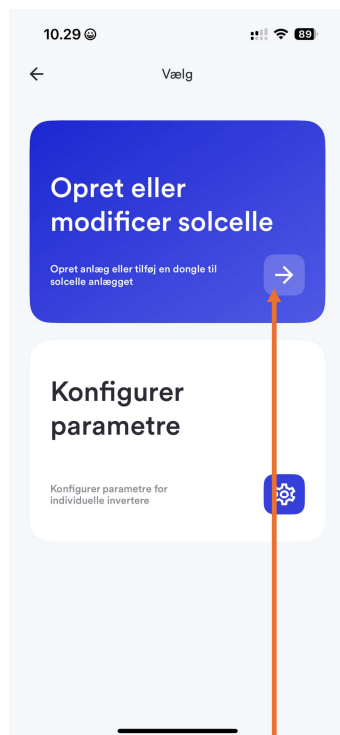 10.29
89
Vælg
Opret eller
modificer solcelle
Opret anlæg eller tilføj en dongle til
solcelle anlægget
Konfigurer
parametre
Konfigurer parametre for
individuelle invertere